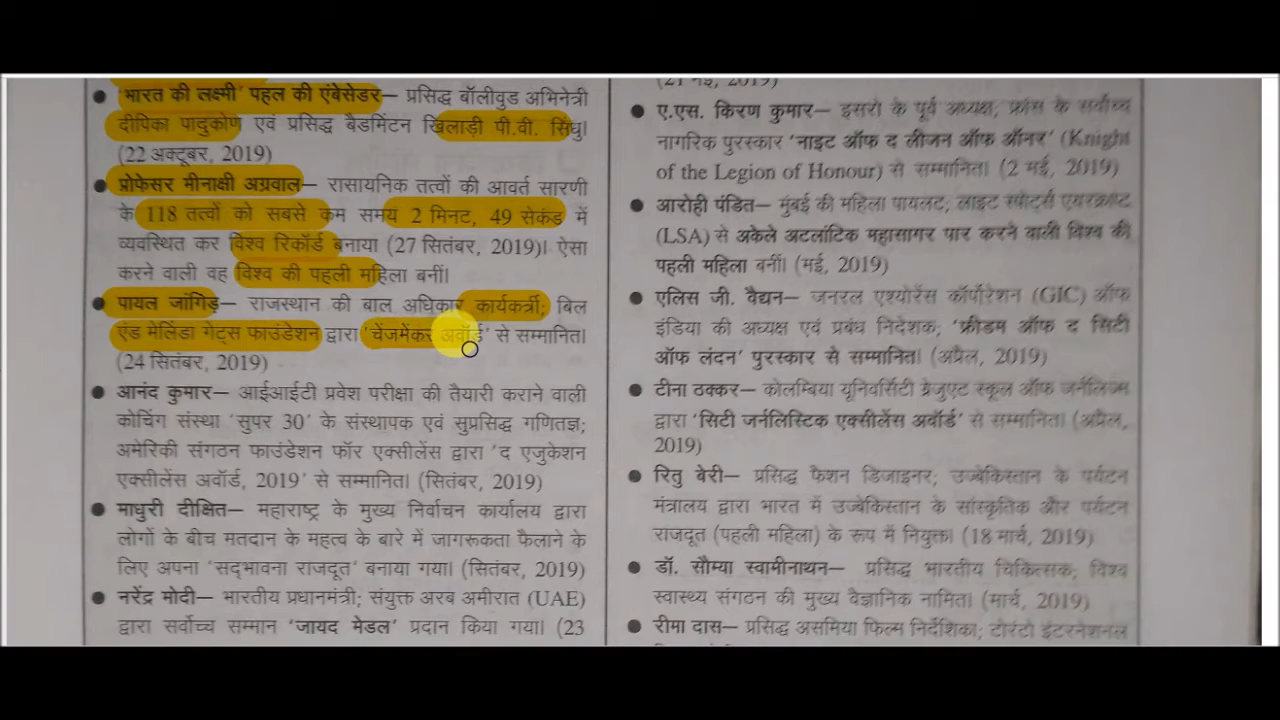 'भारत की लक्ष्मी' पहल की एंबेसेडर– प्रसिद्ध बॉलीवुड अभिनेत्री
दीपिका पादुकोण एवं प्रसिद्ध बैडमिंटन खिलाड़ी पी.वी. सिंधु।
(22 अक्टूबर, 2019)
प्रोफेसर मीनाक्षी अग्रवाल– रासायनिक तत्वों की आवर्त सारणी
के 118 तत्वों को सबसे कम समय 2 मिनट, 49 सेकंड में
व्यवस्थित कर विश्व रिकॉर्ड बनाया (27 सितंबर, 2019)। ऐसा
करने वाली वह विश्व की पहली महिला बनीं।
पायल जांगिड़– राजस्थान की बाल अधिकार कार्यकर्त्री; बिल
एंड मेलिंडा गेट्स फाउंडेशन द्वारा 'चेंजमेकर अवॉर्ड' से सम्मानित।
(24 सितंबर, 2019)
आनंद कुमार– आईआईटी प्रवेश परीक्षा की तैयारी कराने वाली
कोचिंग संस्था 'सुपर 30' के संस्थापक एवं सुप्रसिद्ध गणितज्ञ;
अमेरिकी संगठन फाउंडेशन फॉर एक्सीलेंस द्वारा 'द एजुकेशन
एक्सीलेंस अवॉर्ड, 2019' से सम्मानित। (सितंबर, 2019)
माधुरी दीक्षित– महाराष्ट्र के मुख्य निर्वाचन कार्यालय द्वारा
लोगों के बीच मतदान के महत्व के बारे में जागरूकता फैलाने के
लिए अपना 'सद्भावना राजदूत' बनाया गया। (सितंबर, 2019)
नरेंद्र मोदी– भारतीय प्रधानमंत्री; संयुक्त अरब अमीरात (UAE)
द्वारा सर्वोच्च सम्मान 'जायद मेडल' प्रदान किया गया। (23
(21 मई, 2019)
ए.एस. किरण कुमार– इसरो के पूर्व अध्यक्ष, फ्रांस के सर्वोच्च
नागरिक पुरस्कार 'नाइट ऑफ द लीजन ऑफ ऑनर' (Knight
of the Legion of Honour) से सम्मानित। (2 मई, 2019)
आरोही पंडित– मुंबई की महिला पायलट; लाइट स्पोर्ट्स एयरक्राफ्ट
(LSA) से अकेले अटलांटिक महासागर पार करने वाली विश्व की
पहली महिला बनीं। (मई, 2019)
एलिस जी. वैद्यन– जनरल एश्योरेंस कॉर्पोरेशन (GIC) ऑफ
इंडिया की अध्यक्ष एवं प्रबंध निदेशक; 'फ्रीडम ऑफ द सिटी
ऑफ लंदन' पुरस्कार से सम्मानित। (अप्रैल, 2019)
टीना ठक्कर– कोलम्बिया यूनिवर्सिटी ग्रेजुएट स्कूल ऑफ जर्नलिज्म
द्वारा 'सिटी जर्नलिस्टिक एक्सीलेंस अवॉर्ड' से सम्मानित। (अप्रैल,
2019)
रितु बेरी– प्रसिद्ध फैशन डिजाइनर; उज्बेकिस्तान के पर्यटन
मंत्रालय द्वारा भारत में उज्बेकिस्तान के सांस्कृतिक और पर्यटन
राजदूत (पहली महिला) के रूप में नियुक्त। (18 मार्च, 2019)
डॉ. सौम्या स्वामीनाथन– प्रसिद्ध भारतीय चिकित्सक; विश्व
स्वास्थ्य संगठन की मुख्य वैज्ञानिक नामित। (मार्च, 2019)
रीमा दास– प्रसिद्ध असमिया फिल्म निर्देशिका; टोरंटो इंटरनेशनल